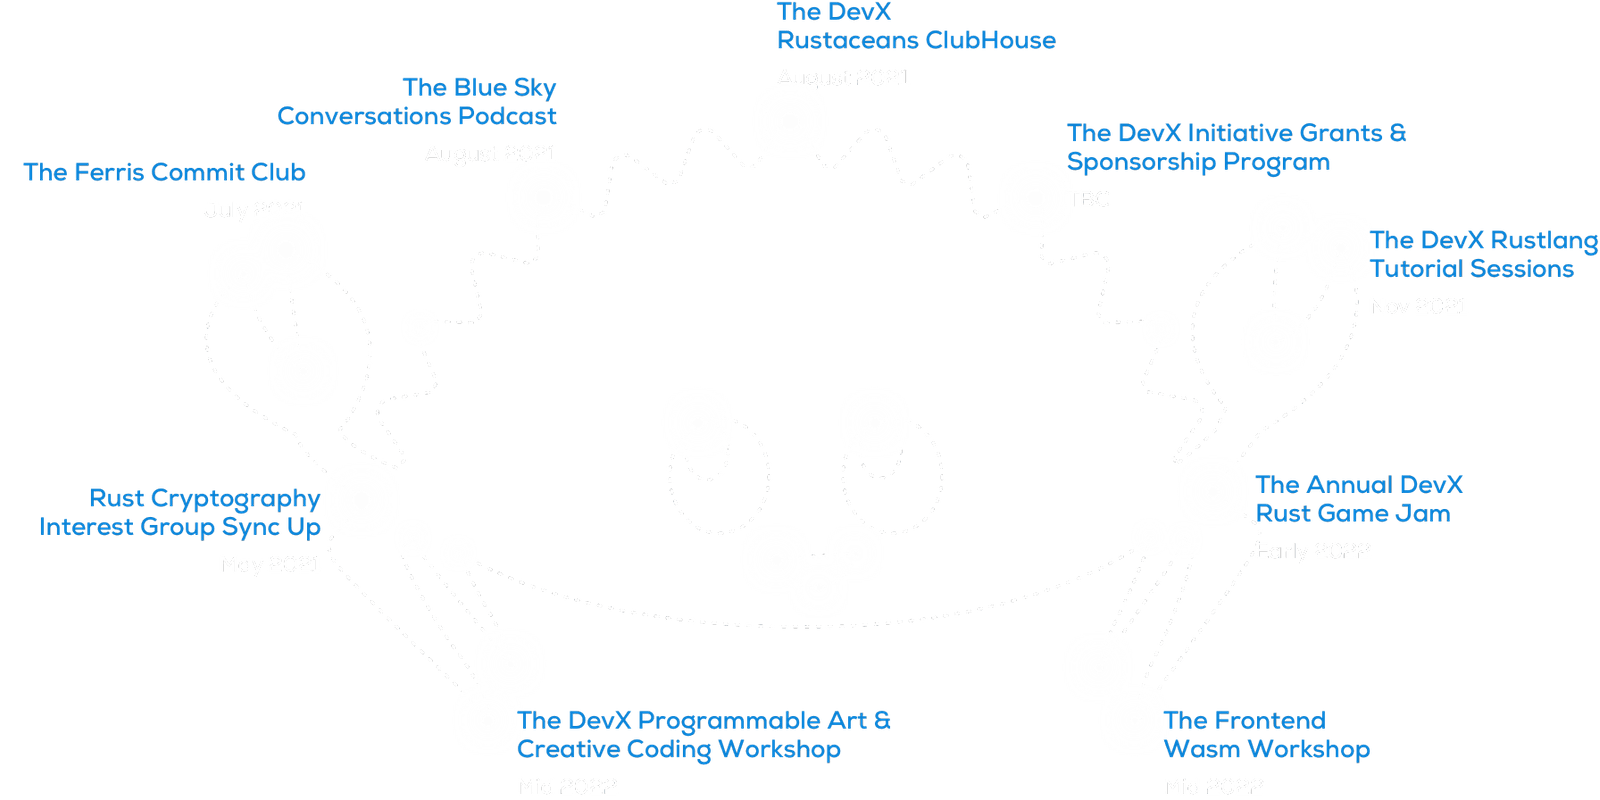 The DevX
Rustaceans ClubHouse
August 2021
The Blue Sky
Conversations Podcast
August 2021
The DevX Initiative Grants &
Sponsorship Program
TBC
The Ferris Commit Club
July
The DevX Rustlang
Tutorial Sessions
Nov 2021
Rust Cryptography
Interest Group Sync Up
May 2021
The Annual DevX
Rust Game Jam
Early 2022
The DevX Programmable Art &
Creative Coding Workshop
Mid 2022
The Frontend
Wasm Workshop
Mid 2022